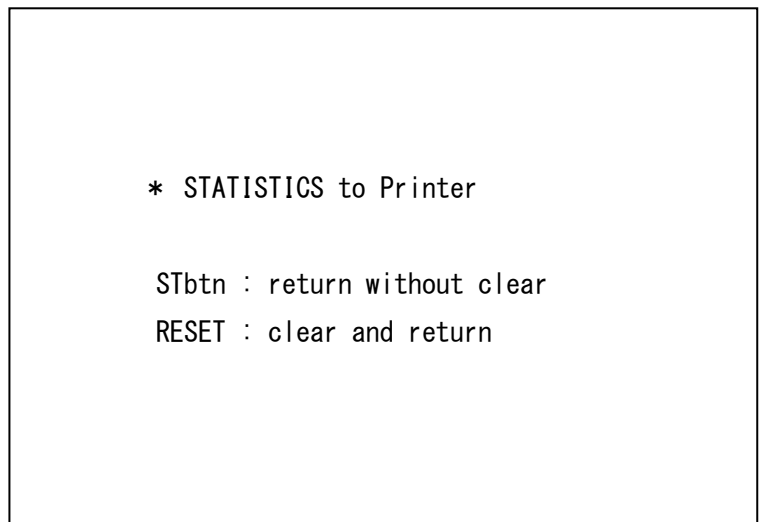 * STATISTICS to Printer
STbtn : return without clear
RESET : clear and return